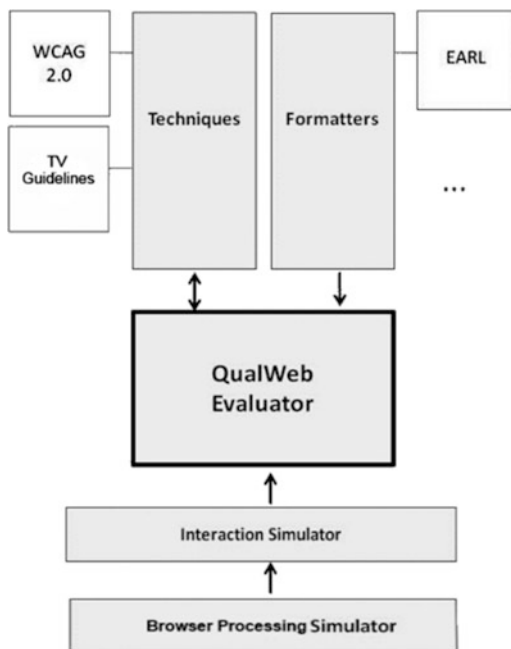 WCAG
2.0
TV
Guidelines
Techniques
Formatters
EARL
...
QualWeb
Evaluator
Interaction Simulator
Browser Processing Simulator